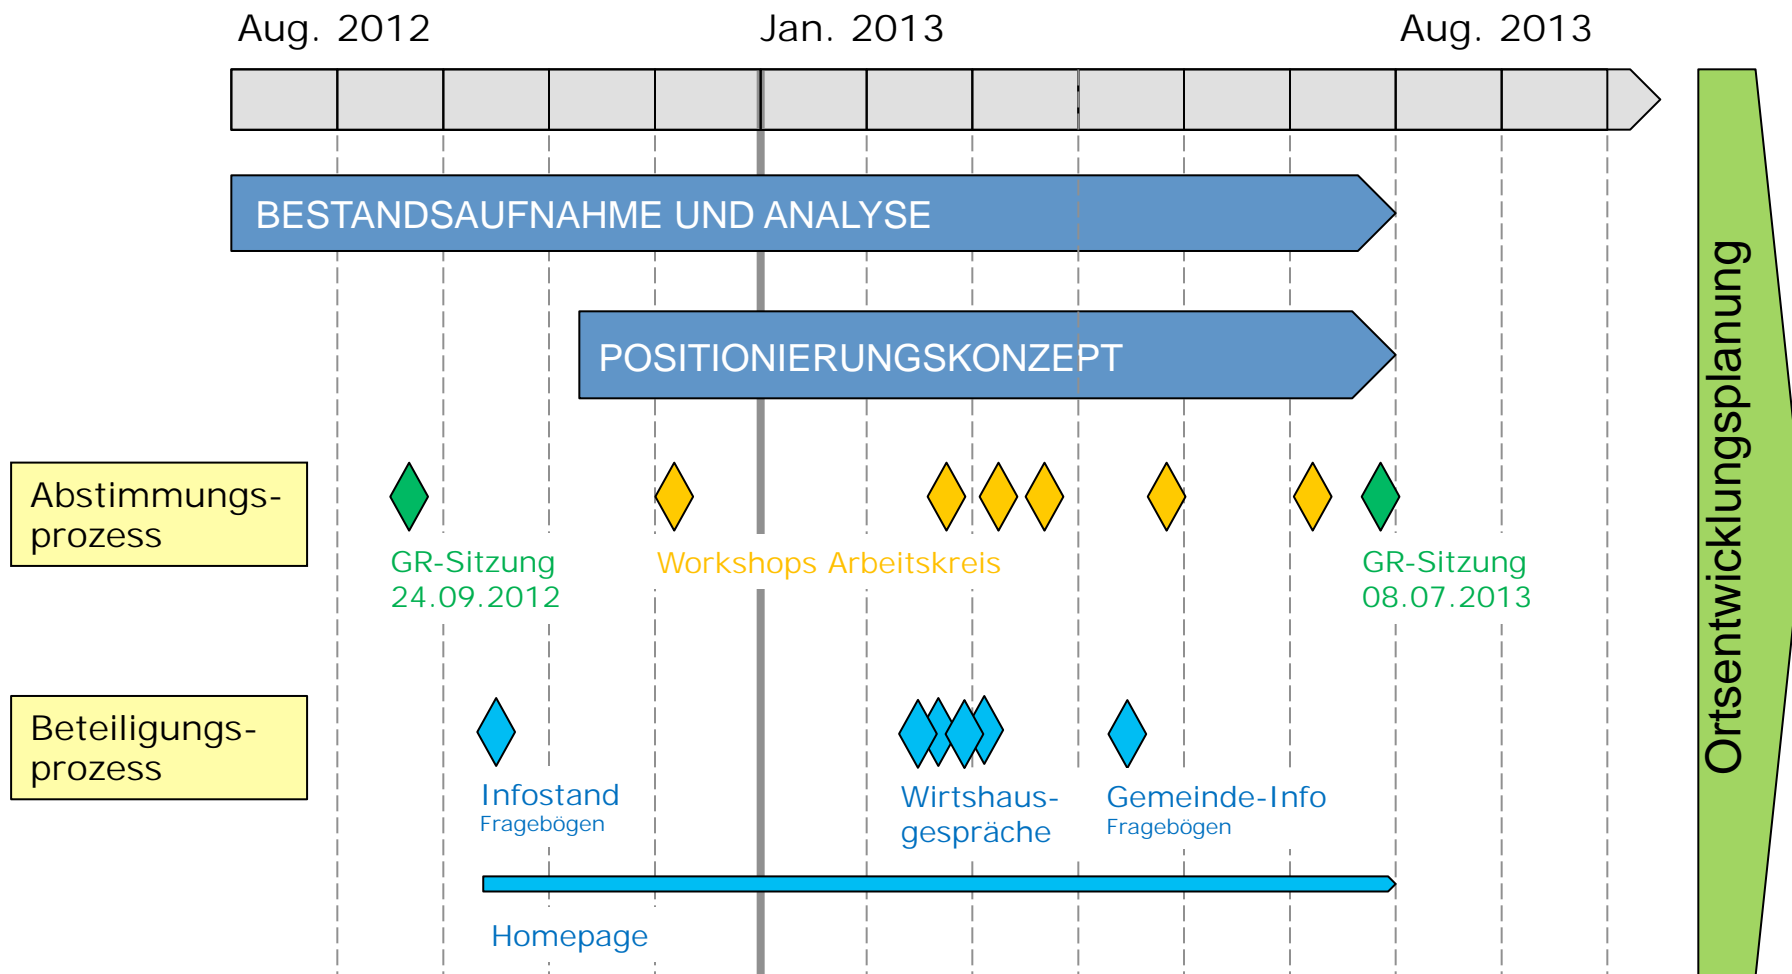 Aug. 2012
Jan. 2013
Aug. 2013
BESTANDSAUFNAHME UND ANALYSE
POSITIONIERUNGSKONZEPT
Abstimmungs-
prozess
GR-Sitzung
24.09.2012
Workshops Arbeitskreis
GR-Sitzung
08.07.2013
Beteiligungs-
prozess
Infostand
Fragebögen
Wirtshaus-
gespräche
Gemeinde-Info
Fragebögen
Homepage
Ortsentwicklungsplanung